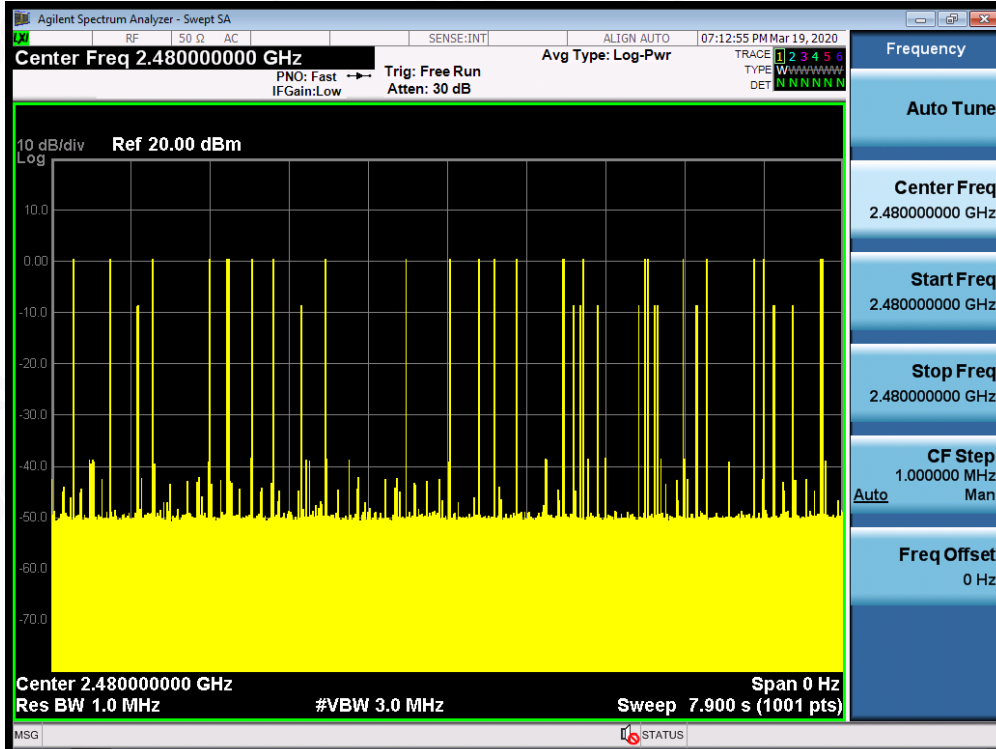 Agilent Spectrum Analyzer - Swept SA
LXI RF 50 Ω AC SENSE:INT ALIGN AUTO 07:12:55 PM Mar 19, 2020
Center Freq 2.480000000 GHz
PNO: Fast
IFGain:Low
Trig: Free Run
Atten: 30 dB
Avg Type: Log-Pwr
TRACE 1 2 3 4 5 6
TYPE WWWWWW
DET N N N N N N
10 dB/div Ref 20.00 dBm
Log
10.0
0.00
-10.0
-20.0
-30.0
-40.0
-50.0
-60.0
-70.0
Center 2.480000000 GHz Span 0 Hz
Res BW 1.0 MHz #VBW 3.0 MHz Sweep 7.900 s (1001 pts)
MSG STATUS
Frequency
Auto Tune
Center Freq
2.480000000 GHz
Start Freq
2.480000000 GHz
Stop Freq
2.480000000 GHz
CF Step
1.000000 MHz
Auto Man
Freq Offset
0 Hz